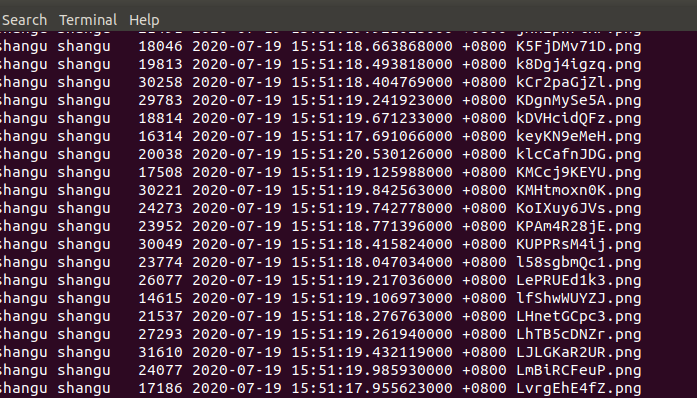 Search Terminal Help
shangu shangu 18046 2020-07-19 15:51:18.663868000 +0800 K5FjDMv71D.png
shangu shangu 19813 2020-07-19 15:51:18.493818000 +0800 k8Dgj4igzq.png
shangu shangu 30258 2020-07-19 15:51:18.404769000 +0800 kCr2paGjZl.png
shangu shangu 29783 2020-07-19 15:51:19.241923000 +0800 KDgnMySe5A.png
shangu shangu 18814 2020-07-19 15:51:19.671233000 +0800 kDVHcidQFz.png
shangu shangu 16314 2020-07-19 15:51:17.691066000 +0800 keyKN9eMeH.png
shangu shangu 20038 2020-07-19 15:51:20.530126000 +0800 klcCafnJDG.png
shangu shangu 17508 2020-07-19 15:51:19.125988000 +0800 KMCcj9KEYU.png
shangu shangu 30221 2020-07-19 15:51:19.842563000 +0800 KMHtmoxn0K.png
shangu shangu 24273 2020-07-19 15:51:19.742778000 +0800 KoIXuy6JVs.png
shangu shangu 23952 2020-07-19 15:51:18.771396000 +0800 KPAm4R28jE.png
shangu shangu 30049 2020-07-19 15:51:18.415824000 +0800 KUPPRsM4ij.png
shangu shangu 23774 2020-07-19 15:51:18.047034000 +0800 l58sgbmQc1.png
shangu shangu 26077 2020-07-19 15:51:19.217036000 +0800 LePRUEd1k3.png
shangu shangu 14615 2020-07-19 15:51:19.106973000 +0800 lfShwWUYZJ.png
shangu shangu 21537 2020-07-19 15:51:18.276763000 +0800 LHnetGCpc3.png
shangu shangu 27293 2020-07-19 15:51:19.261940000 +0800 LhTB5cDNZr.png
shangu shangu 31610 2020-07-19 15:51:19.432119000 +0800 LJLGKaR2UR.png
shangu shangu 24077 2020-07-19 15:51:19.985930000 +0800 LmBiRCFeuP.png
shangu shangu 17186 2020-07-19 15:51:17.955623000 +0800 LvrgEhE4fZ.png